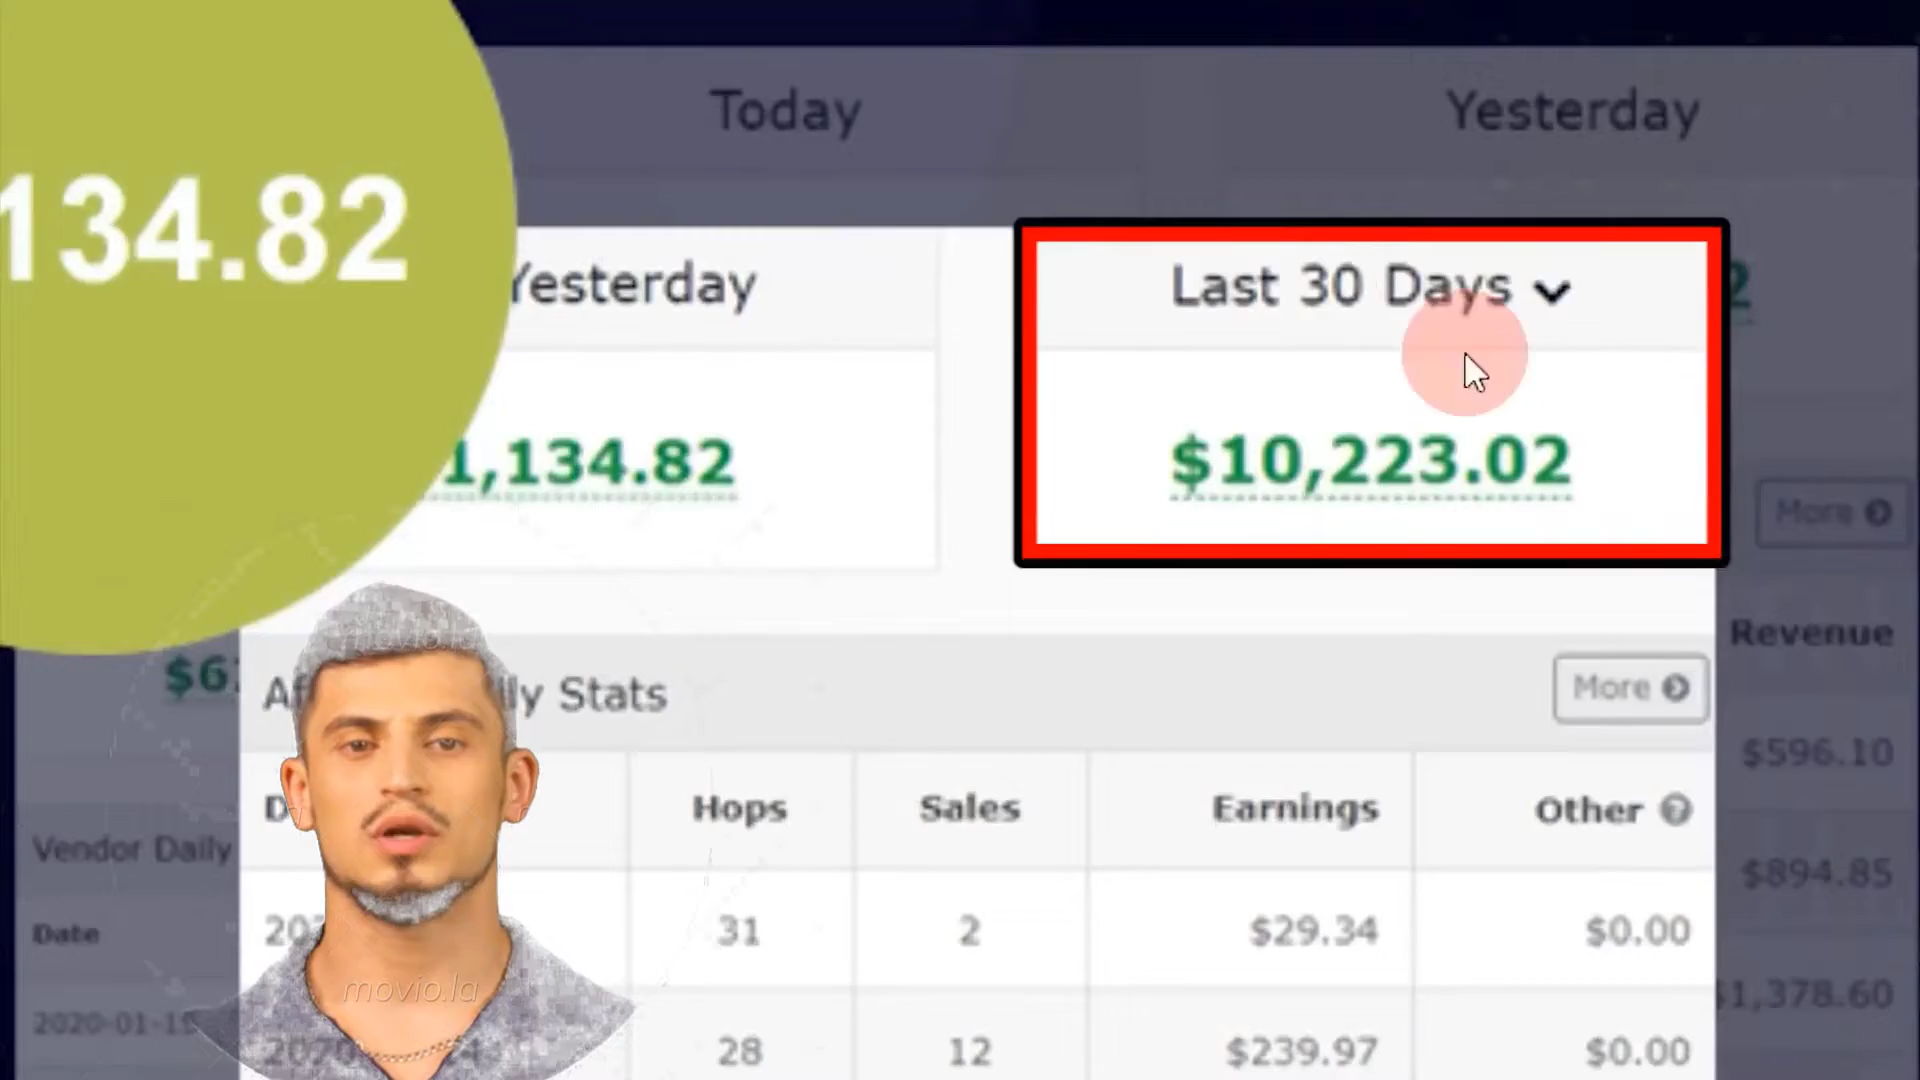 Today
Yesterday
134.82
Yesterday
Last 30 Days
1,134.82
$10,223.02
2
More
Revenue
Stats
More
$596.10
Hops
Sales
Earnings
Other
Vendor Daily
$894.85
Date
31
2
$29.34
$0.00
movio.la
$1,378.60
28
12
$239.97
$0.00